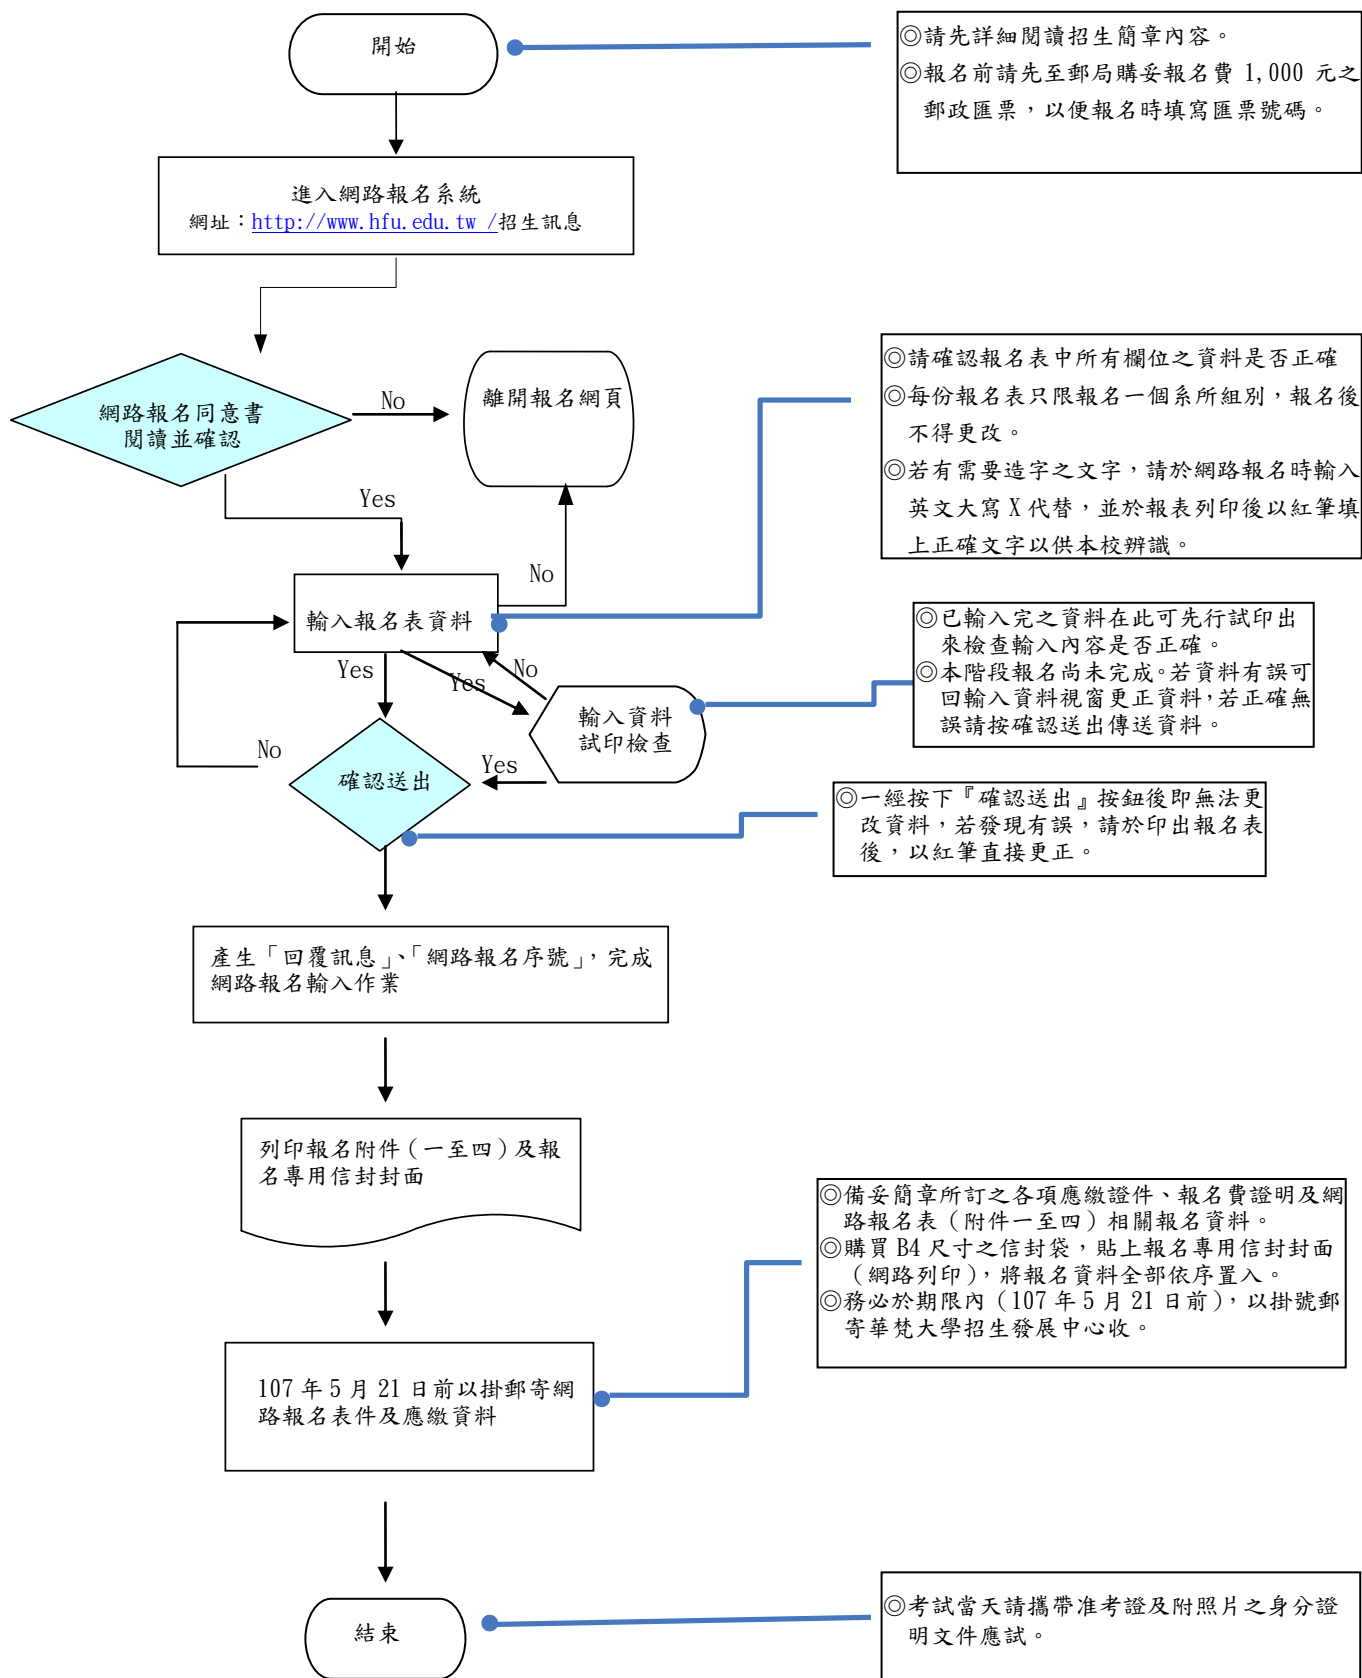 開始
◎請先詳細閱讀招生簡章內容。
◎報名前請先至郵局購妥報名費 1,000 元之
郵政匯票，以便報名時填寫匯票號碼。
進入網路報名系統
網址：http://www.hfu.edu.tw /招生訊息
網路報名同意書
閱讀並確認
No
離開報名網頁
◎請確認報名表中所有欄位之資料是否正確
◎每份報名表只限報名一個系所組別，報名後
不得更改。
◎若有需要造字之文字，請於網路報名時輸入
英文大寫 X 代替，並於報表列印後以紅筆填
上正確文字以供本校辨識。
Yes
No
輸入報名表資料
◎已輸入完之資料在此可先行試印出
來檢查輸入內容是否正確。
◎本階段報名尚未完成。若資料有誤可
回輸入資料視窗更正資料，若正確無
誤請按確認送出傳送資料。
Yes
Yes
No
輸入資料
試印檢查
No
Yes
確認送出
◎一經按下『確認送出』按鈕後即無法更
改資料，若發現有誤，請於印出報名表
後，以紅筆直接更正。
產生「回覆訊息」、「網路報名序號」，完成
網路報名輸入作業
列印報名附件（一至四）及報
名專用信封封面
◎備妥簡章所訂之各項應繳證件、報名費證明及網
路報名表（附件一至四）相關報名資料。
◎購買 B4 尺寸之信封袋，貼上報名專用信封封面
（網路列印），將報名資料全部依序置入。
◎務必於期限內（107 年 5 月 21 日前），以掛號郵
寄華梵大學招生發展中心收。
107 年 5 月 21 日前以掛郵寄網
路報名表件及應繳資料
結束
◎考試當天請攜帶准考證及附照片之身分證
明文件應試。